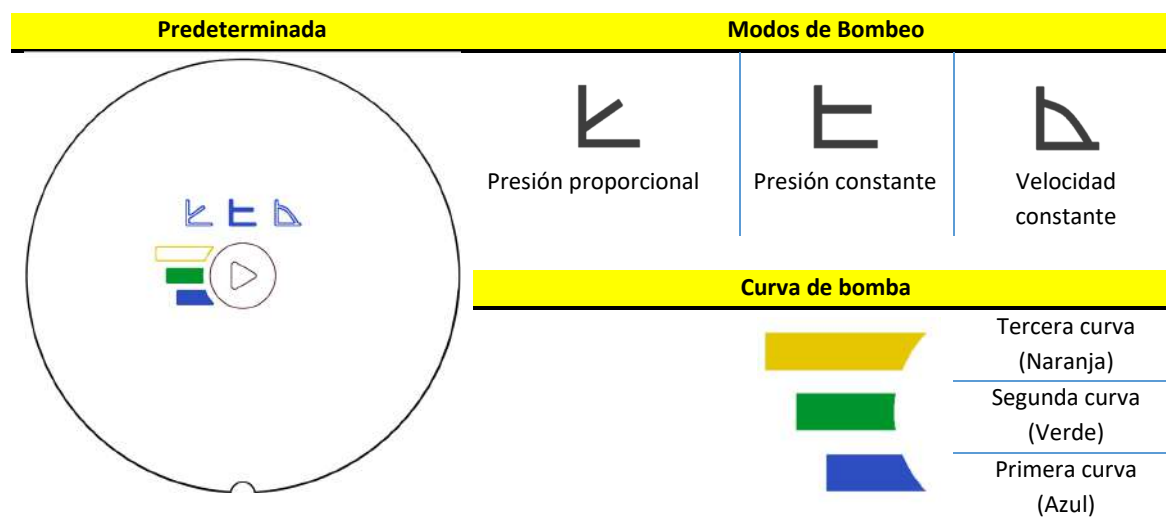 Predeterminada
Modos de Bombeo
Presión proporcional
Presión constante
Velocidad
constante
Curva de bomba
Tercera curva
(Naranja)
Segunda curva
(Verde)
Primera curva
(Azul)